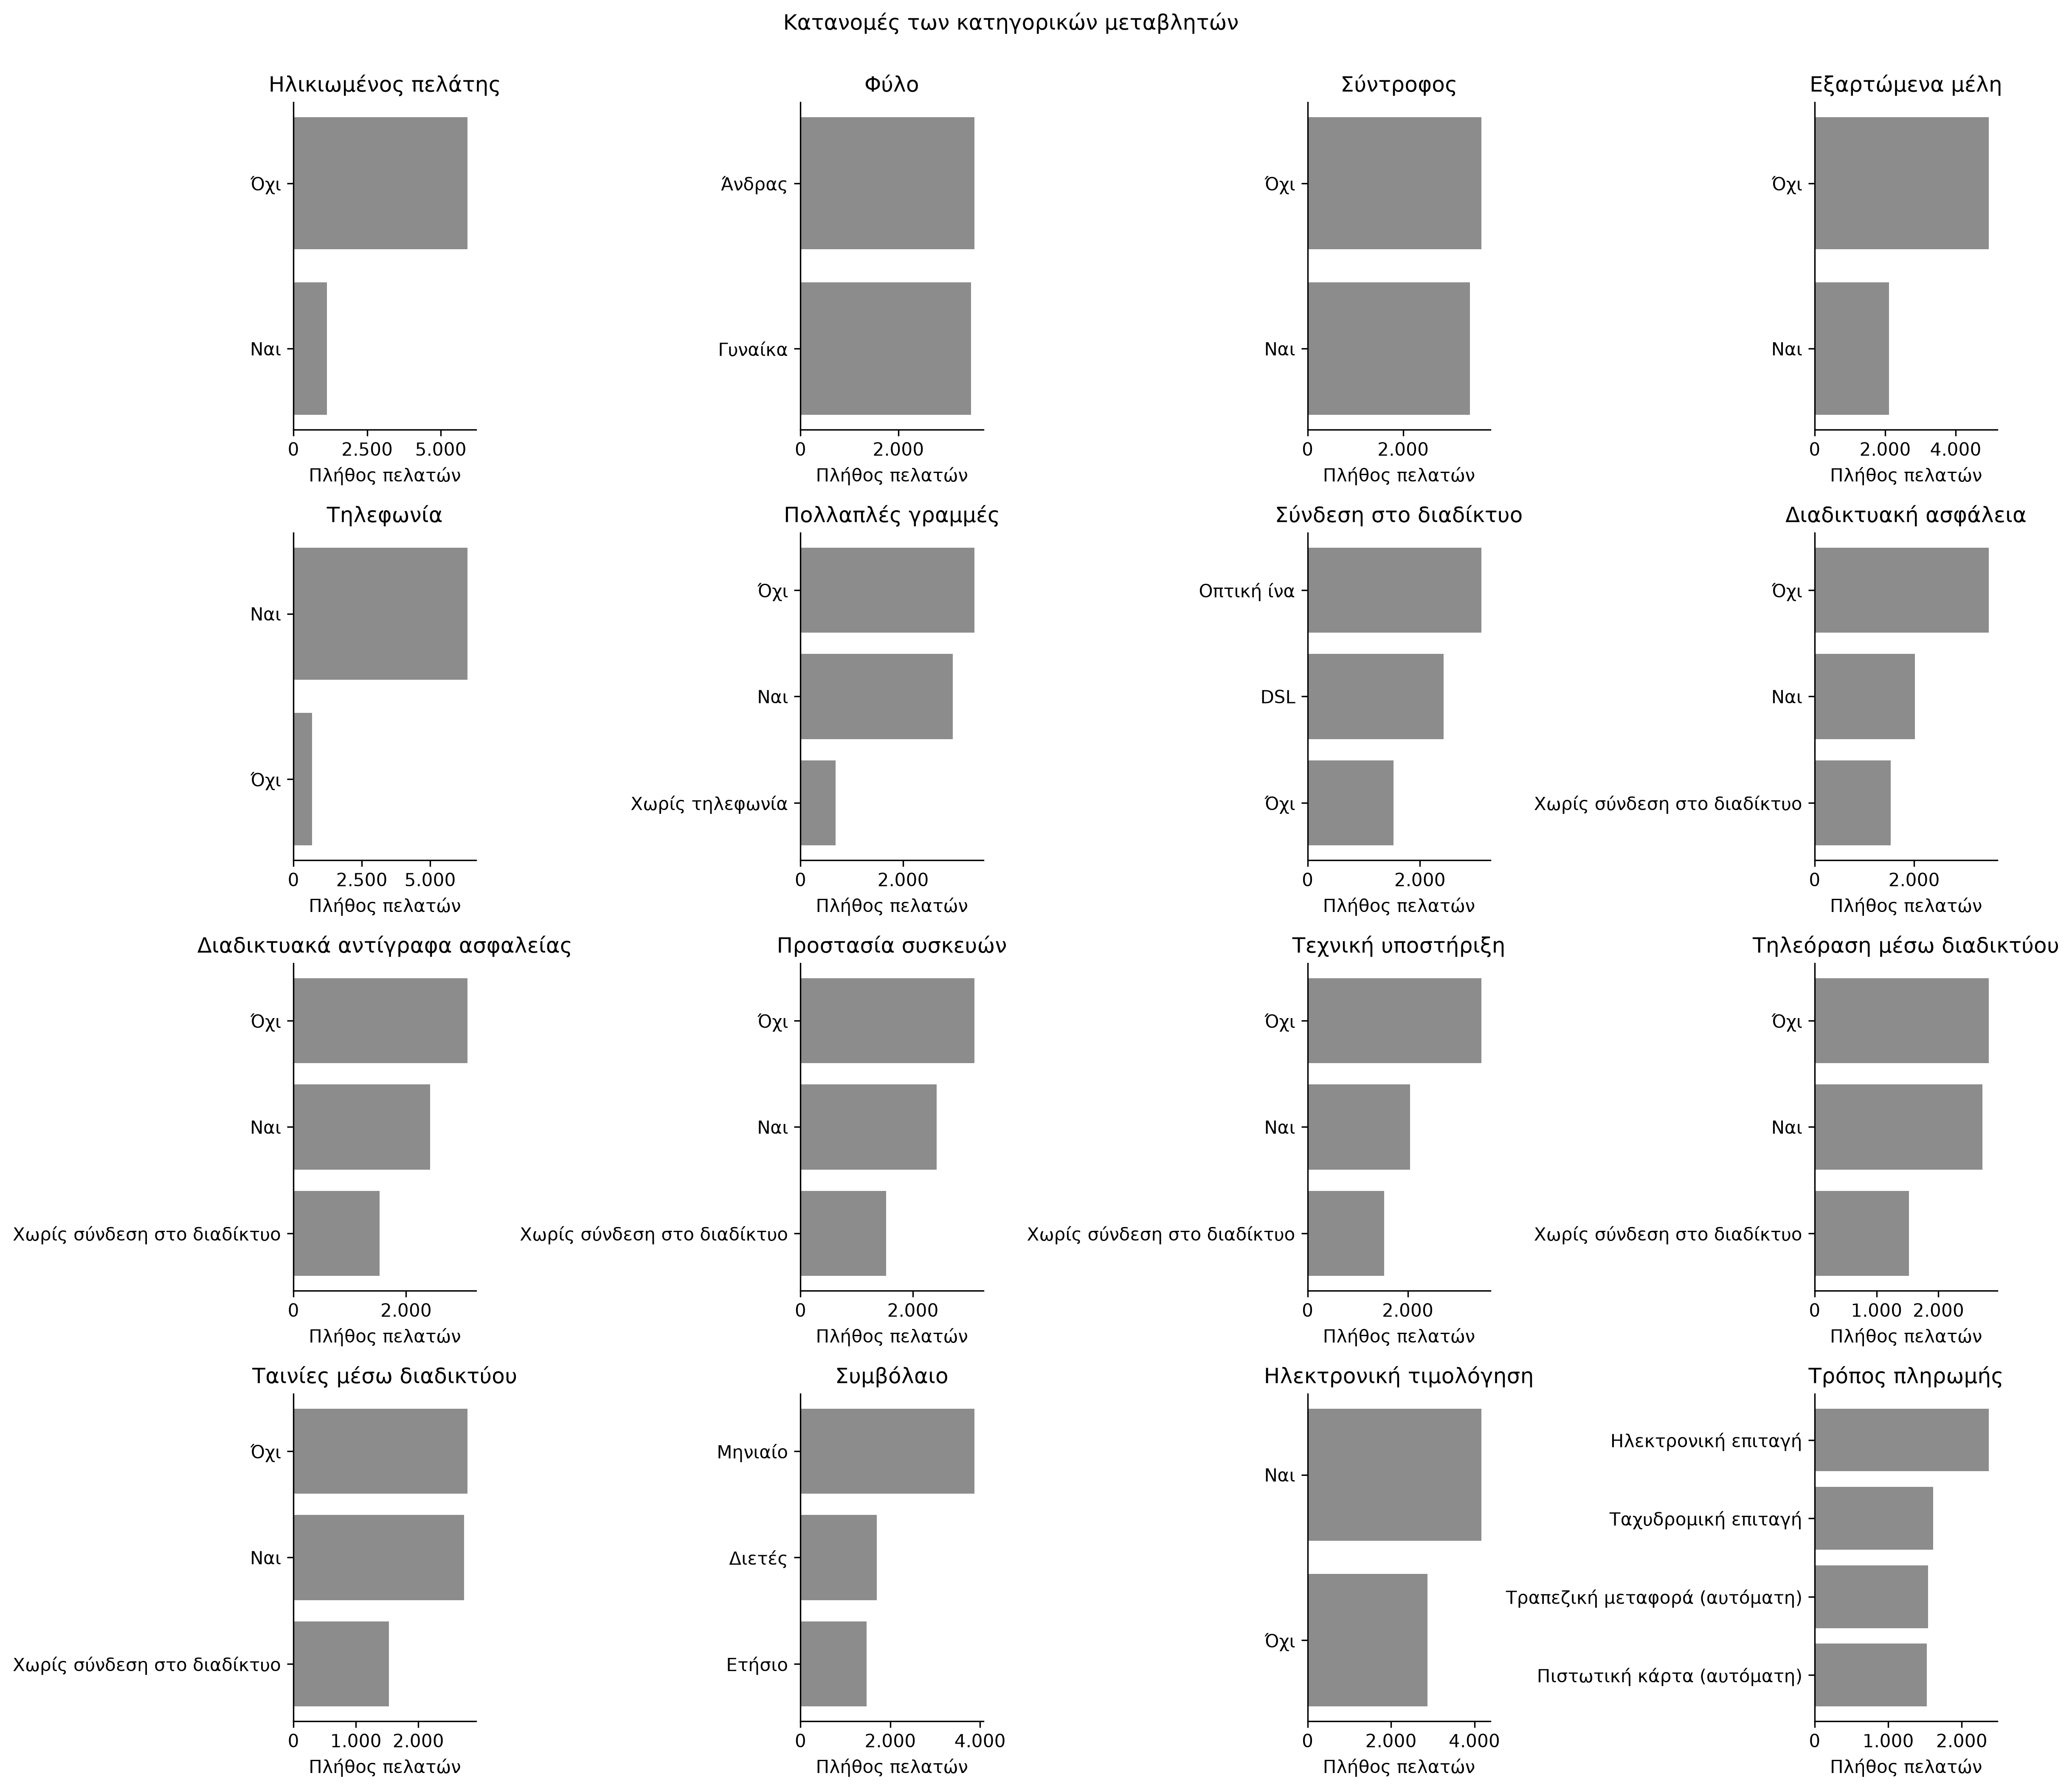 Κατανομές των κατηγορικών μεταβλητών
Ηλικιωμένος πελάτης
Όχι
Ναι
0 2.500 5.000
Πλήθος πελατών
Φύλο
Άνδρας
Γυναίκα
0 2.000
Πλήθος πελατών
Σύντροφος
Όχι
Ναι
0 2.000
Πλήθος πελατών
Εξαρτώμενα μέλη
Όχι
Ναι
0 2.000 4.000
Πλήθος πελατών
Τηλεφωνία
Ναι
Όχι
0 2.500 5.000
Πλήθος πελατών
Πολλαπλές γραμμές
Όχι
Ναι
Χωρίς τηλεφωνία
0 2.000
Πλήθος πελατών
Σύνδεση στο διαδίκτυο
Οπτική ίνα
DSL
Όχι
0 2.000
Πλήθος πελατών
Διαδικτυακή ασφάλεια
Όχι
Ναι
Χωρίς σύνδεση στο διαδίκτυο
0 2.000
Πλήθος πελατών
Διαδικτυακά αντίγραφα ασφαλείας
Όχι
Ναι
Χωρίς σύνδεση στο διαδίκτυο
0 2.000
Πλήθος πελατών
Προστασία συσκευών
Όχι
Ναι
Χωρίς σύνδεση στο διαδίκτυο
0 2.000
Πλήθος πελατών
Τεχνική υποστήριξη
Όχι
Ναι
Χωρίς σύνδεση στο διαδίκτυο
0 2.000
Πλήθος πελατών
Τηλεόραση μέσω διαδικτύου
Όχι
Ναι
Χωρίς σύνδεση στο διαδίκτυο
0 1.000 2.000
Πλήθος πελατών
Ταινίες μέσω διαδικτύου
Όχι
Ναι
Χωρίς σύνδεση στο διαδίκτυο
0 1.000 2.000
Πλήθος πελατών
Συμβόλαιο
Μηνιαίο
Διετές
Ετήσιο
0 2.000 4.000
Πλήθος πελατών
Ηλεκτρονική τιμολόγηση
Ναι
Όχι
0 2.000 4.000
Πλήθος πελατών
Τρόπος πληρωμής
Ηλεκτρονική επιταγή
Ταχυδρομική επιταγή
Τραπεζική μεταφορά (αυτόματη)
Πιστωτική κάρτα (αυτόματη)
0 1.000 2.000
Πλήθος πελατών